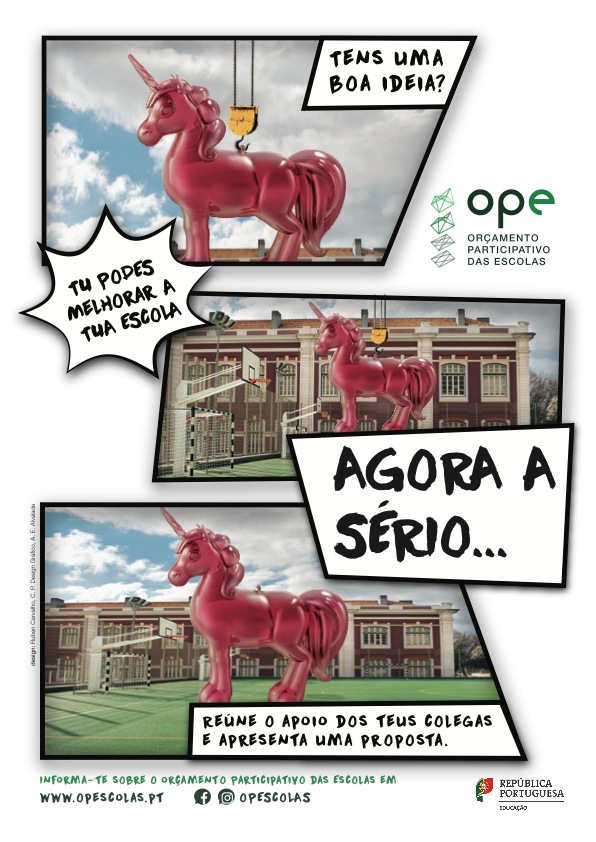 TENS UMA
BOA IDEIA?
ope
ORÇAMENTO
PARTICIPATIVO
DAS ESCOLAS
TU PODES
MELHORAR A
TUA ESCOLA
AGORA A
SÉRIO...
design: Ruben Carvalho, C. P. Design Gráfico, A. E. Alvalade
REÚNE O APOIO DOS TEUS COLEGAS
E APRESENTA UMA PROPOSTA.
INFORMA-TE SOBRE O ORÇAMENTO PARTICIPATIVO DAS ESCOLAS EM
WWW.OPESCOLAS.PT OPESCOLAS
REPÚBLICA
PORTUGUESA
EDUCAÇÃO